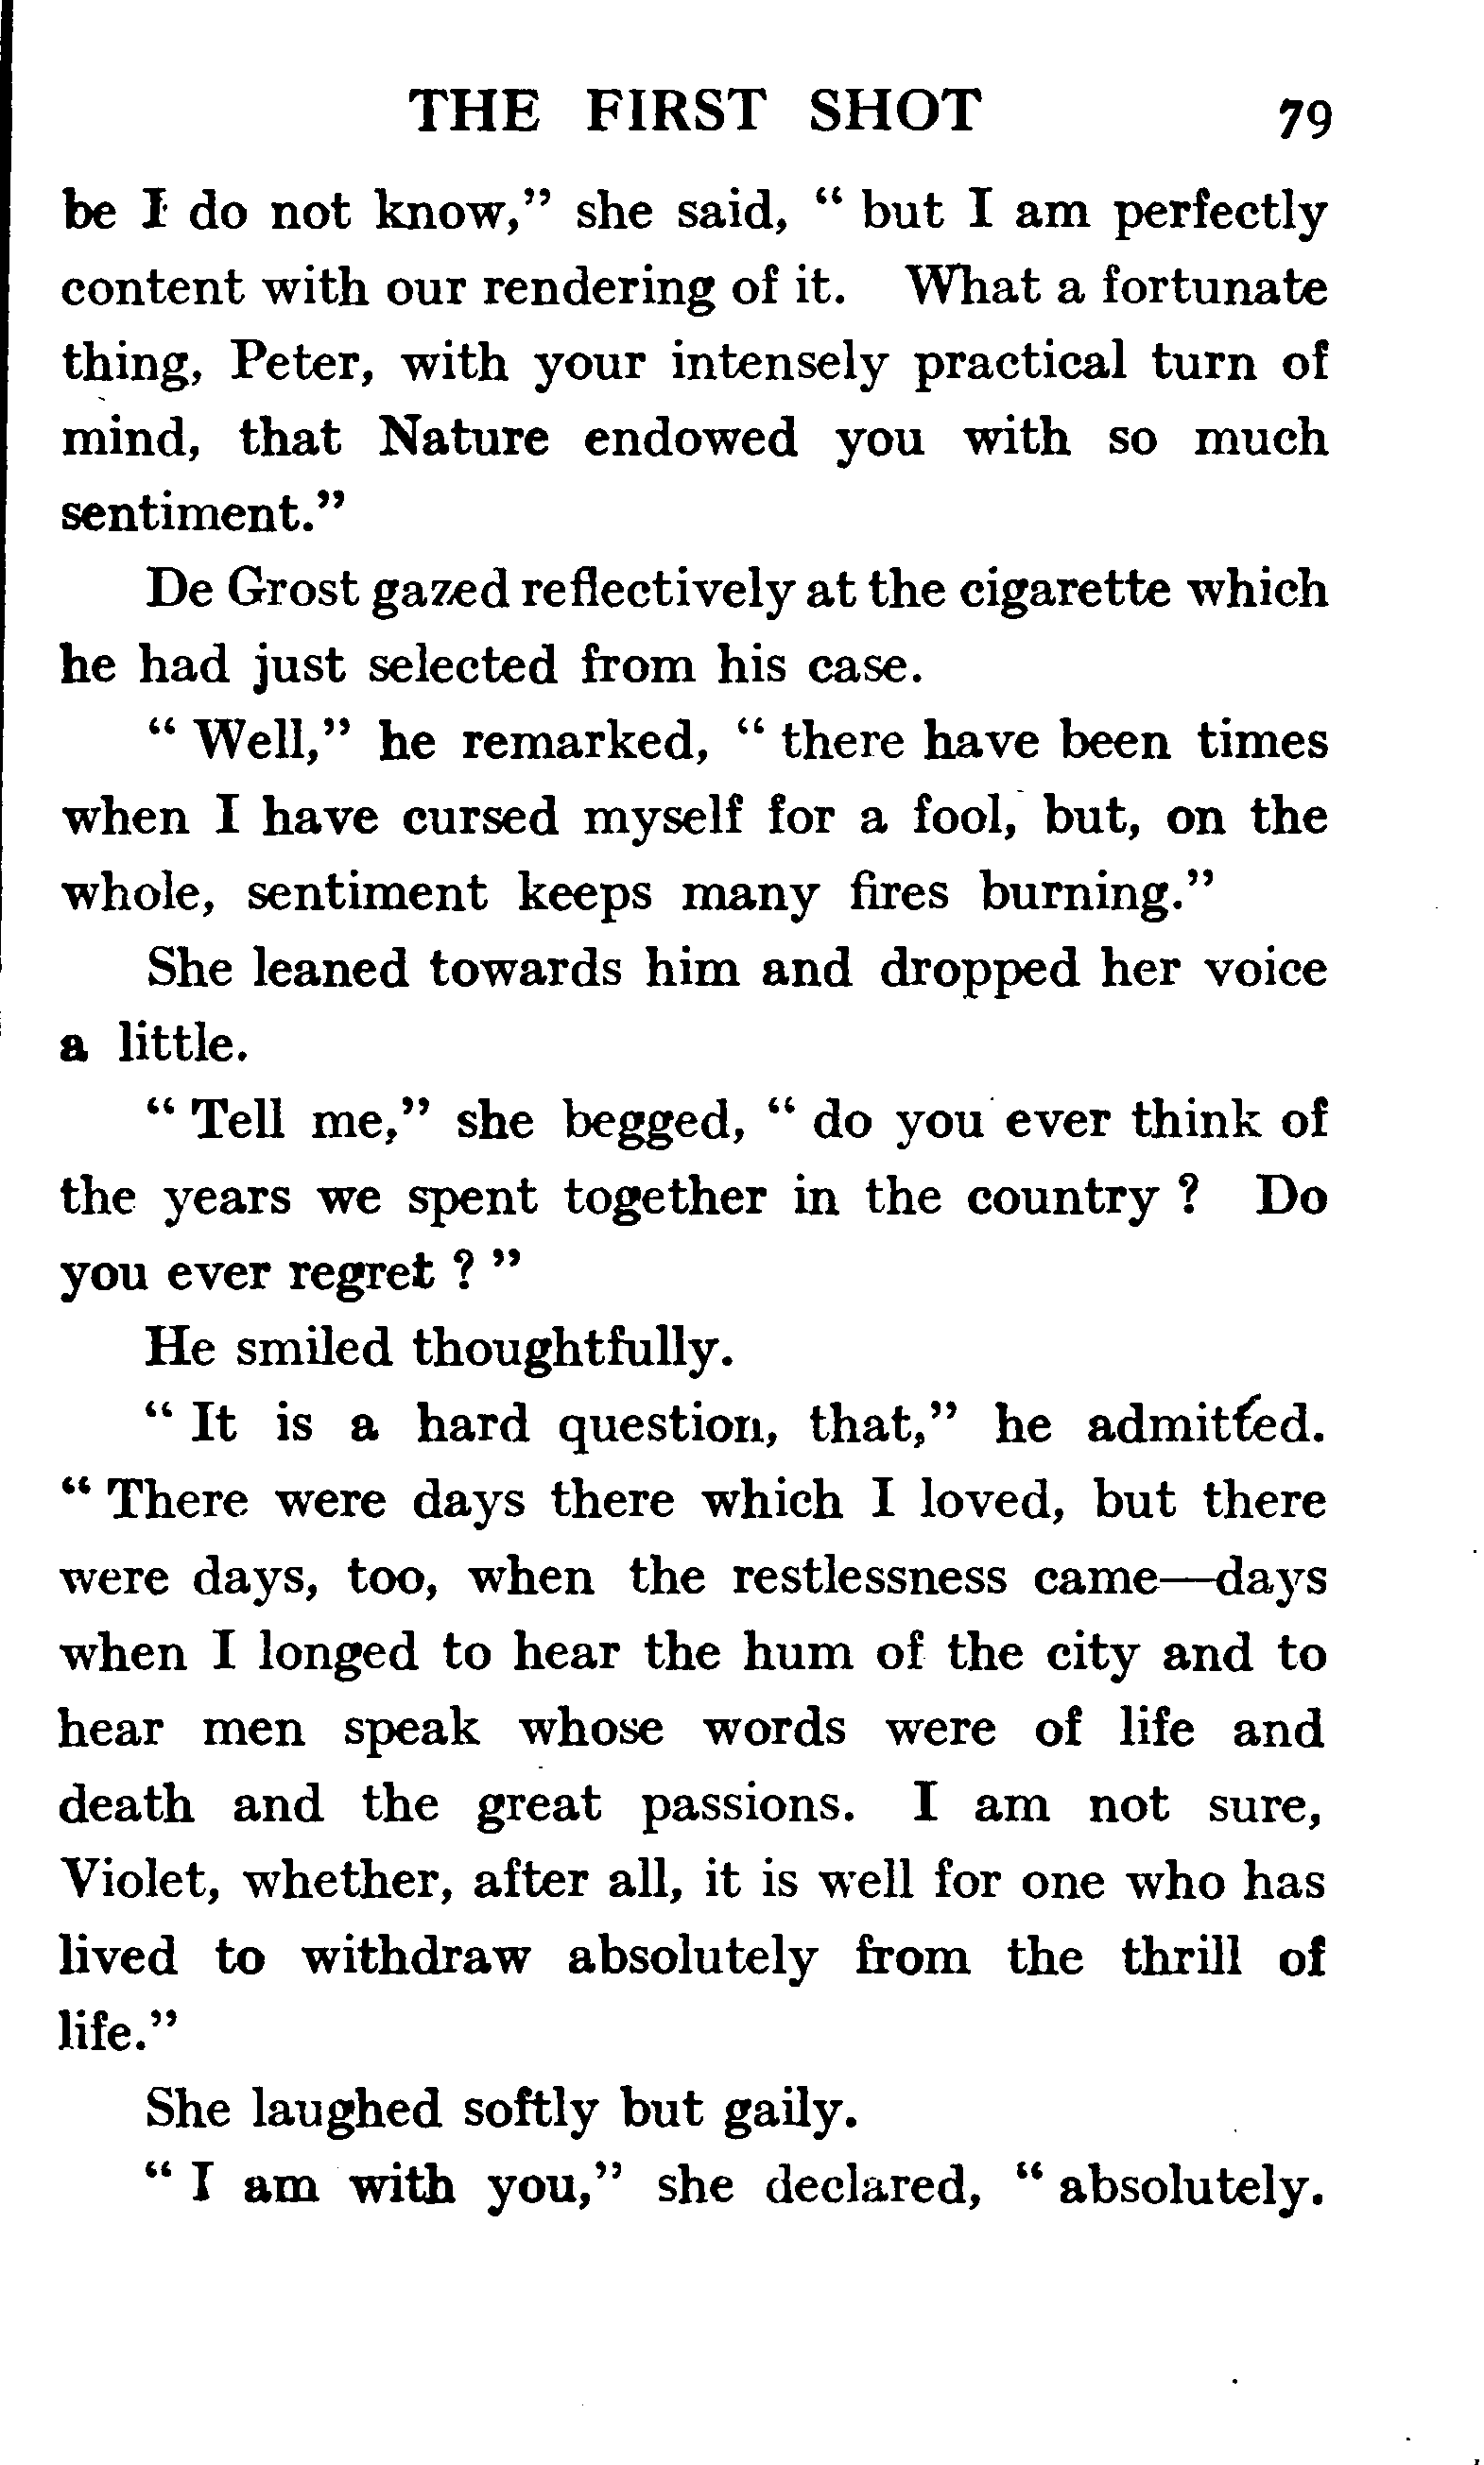 THE FIRST SHOT 79
be I do not know," she said, " but I am perfectly
content with our rendering of it. What a fortunate
thing, Peter, with your intensely practical turn of
mind, that Nature endowed you with so much
sentiment."
De Grost gazed reflectively at the cigarette which
he had just selected from his case.
" Well," he remarked, " there have been times
when I have cursed myself for a fool, but, on the
whole, sentiment keeps many fires burning."
She leaned towards him and dropped her voice
a little.
" Tell me," she begged, " do you ever think of
the years we spent together in the country ? Do
you ever regret ? "
He smiled thoughtfully.
" It is a hard question, that," he admitted.
" There were days there which I loved, but there
were days, too, when the restlessness came—days
when I longed to hear the hum of the city and to
hear men speak whose words were of life and
death and the great passions. I am not sure,
Violet, whether, after all, it is well for one who has
lived to withdraw absolutely from the thrill of
life."
She laughed softly but gaily.
" I am with you," she declared, " absolutely.